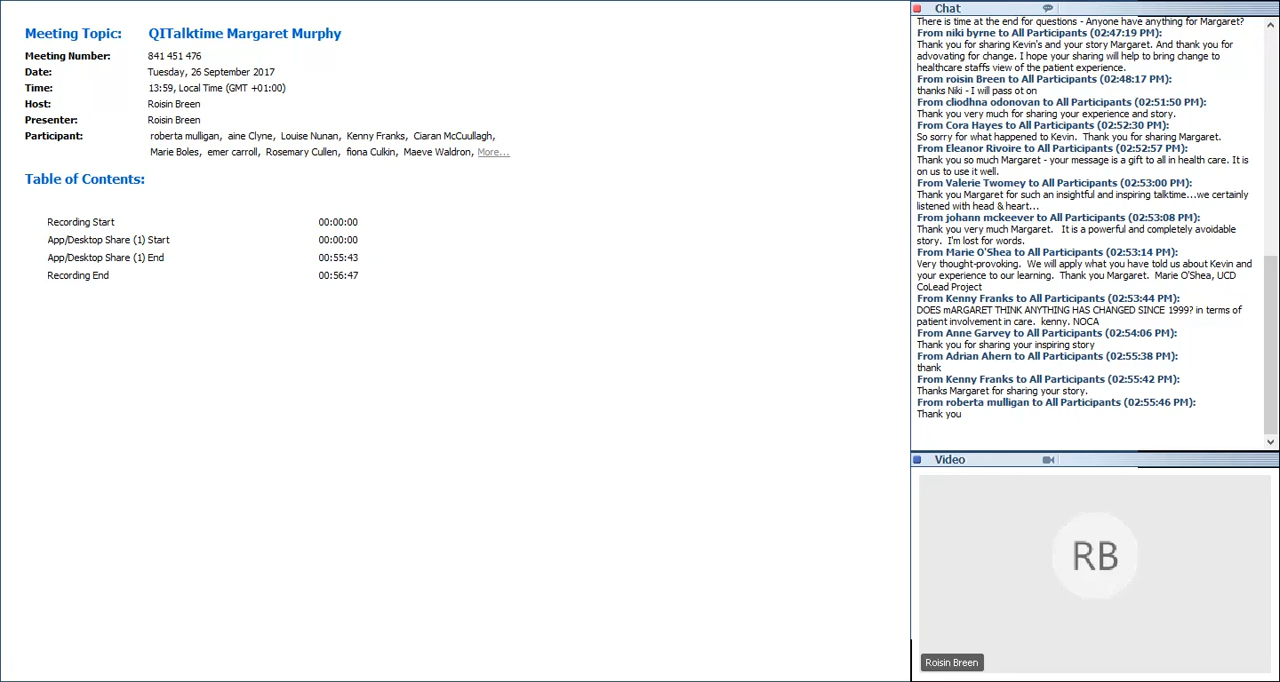 Meeting Topic: QITalktime Margaret Murphy
Meeting Number: 841 451 476
Date: Tuesday, 26 September 2017
Time: 13:59, Local Time (GMT +01:00)
Host: Roisin Breen
Presenter: Roisin Breen
Participant: roberta mulligan, aine Clyne, Louise Nunan, Kenny Franks, Ciaran McCuullagh,
Marie Boles, emer carroll, Rosemary Cullen, fiona Culkin, Maeve Waldron, More...
Table of Contents:
Recording Start 00:00:00
App/Desktop Share (1) Start 00:00:00
App/Desktop Share (1) End 00:55:43
Recording End 00:56:47
Chat
There is time at the end for questions - Anyone have anything for Margaret?
From niki byrne to All Participants (02:47:19 PM):
Thank you for sharing Kevin's and your story Margaret. And thank you for
advovating for change. I hope your sharing will help to bring change to
healthcare staffs view of the patient experience.
From roisin Breen to All Participants (02:48:17 PM):
thanks Niki - I will pass ot on
From cliodhna odonovan to All Participants (02:51:50 PM):
Thank you very much for sharing your experience and story.
From Cora Hayes to All Participants (02:52:30 PM):
So sorry for what happened to Kevin. Thank you for sharing Margaret.
From Eleanor Rivoire to All Participants (02:52:57 PM):
Thank you so much Margaret - your message is a gift to all in health care. It is
on us to use it well.
From Valerie Twomey to All Participants (02:53:00 PM):
Thank you Margaret for such an insightful and inspiring talktime...we certainly
listened with head & heart...
From johann mckeever to All Participants (02:53:08 PM):
Thank you very much Margaret. It is a powerful and completely avoidable
story. I'm lost for words.
From Marie O'Shea to All Participants (02:53:14 PM):
Very thought-provoking. We will apply what you have told us about Kevin and
your experience to our learning. Thank you Margaret. Marie O'Shea, UCD
CoLead Project
From Kenny Franks to All Participants (02:53:44 PM):
DOES mARGARET THINK ANYTHING HAS CHANGED SINCE 1999? in terms of
patient involvement in care. kenny. NOCA
From Anne Garvey to All Participants (02:54:06 PM):
Thank you for sharing your inspiring story
From Adrian Ahern to All Participants (02:55:38 PM):
thank
From Kenny Franks to All Participants (02:55:42 PM):
Thanks Margaret for sharing your story.
From roberta mulligan to All Participants (02:55:46 PM):
Thank you
Video
RB
Roisin Breen